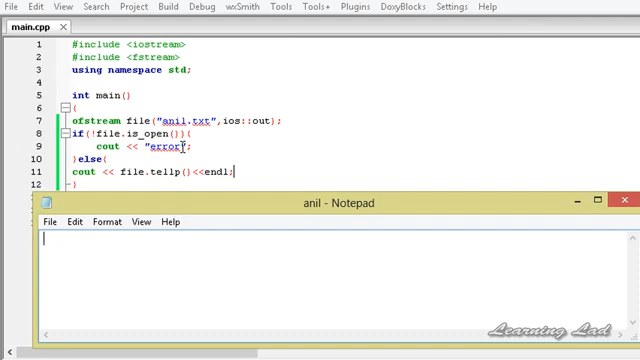 File Edit View Search Project Build Debug wxSmith Tools Tools+ Plugins DoxyBlocks Settings Help
main.cpp
1 #include <iostream>
2 #include <fstream>
3 using namespace std;
4
5 int main()
6 {
7 ofstream file("anil.txt",ios::out);
8 if(!file.is_open()){
9 cout << "error";
10 }else{
11 cout << file.tellp()<<endl;
12 }
anil - Notepad
File Edit Format View Help
Learning Lad